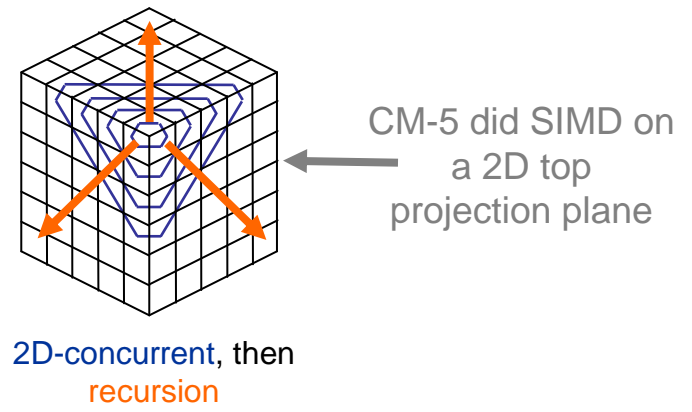 CM-5 did SIMD on
a 2D top
projection plane
2D-concurrent, then
recursion